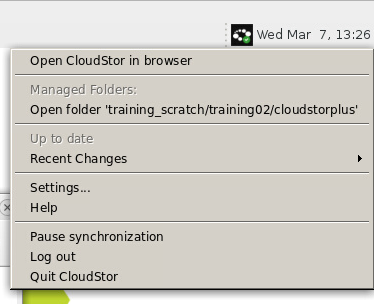 Wed Mar 7, 13:26
Open CloudStor in browser
Managed Folders:
Open folder 'training_scratch/training02/cloudstorplus'
Up to date
Recent Changes
Settings...
Help
Pause synchronization
Log out
Quit CloudStor